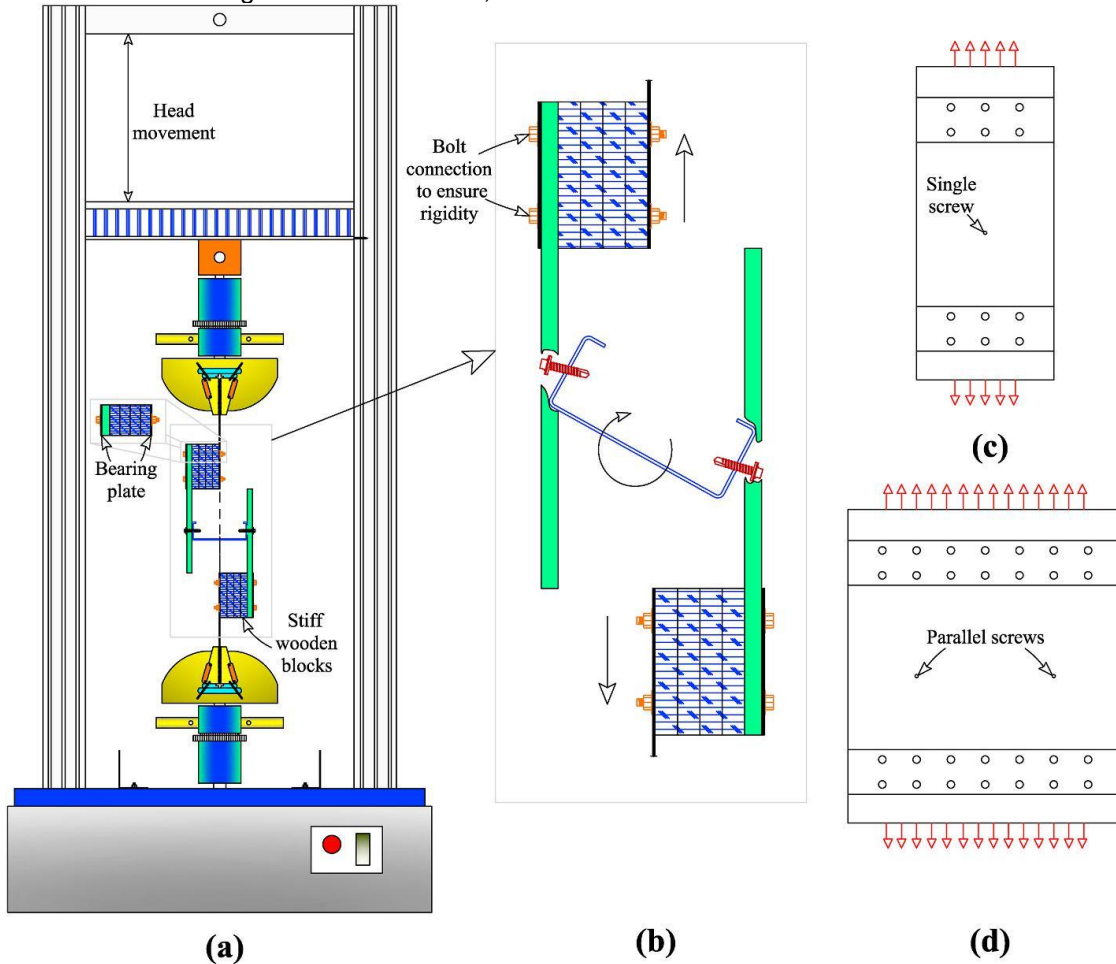 Head
movement
Bearing
plate
Stiff
wooden
blocks
(a)
Bolt
connection
to ensure
rigidity
(b)
Single
screw
(c)
Parallel screws
(d)